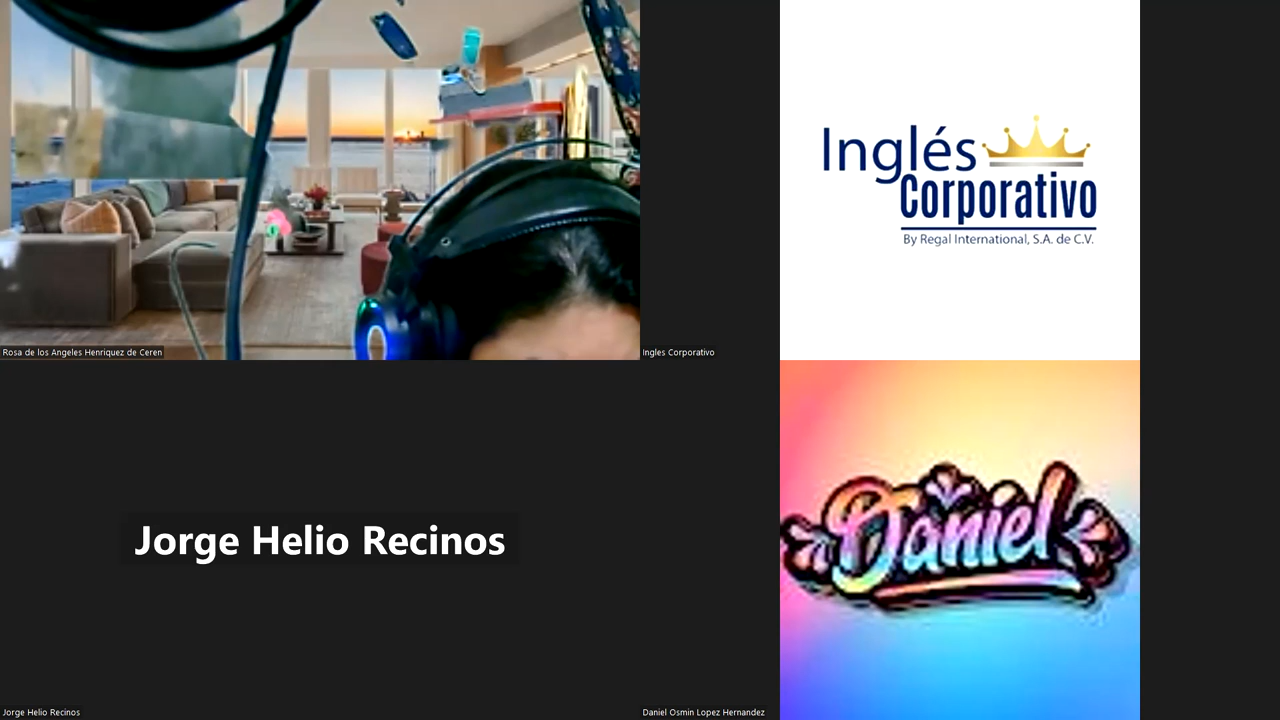 Inglés
Corporativo
By Regal International, S.A. de C.V.
Rosa de los Angeles Henriquez de Ceren
Ingles Corporativo
Jorge Helio Recinos
Daniel
Jorge Helio Recinos
Daniel Osmin Lopez Hernandez